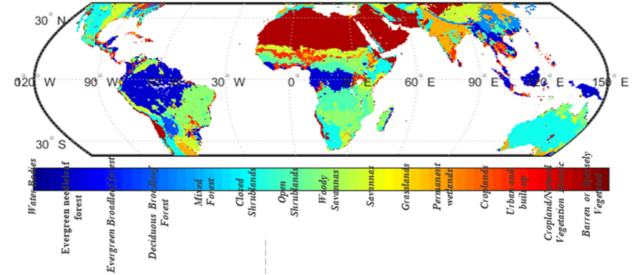 30° N
120° W 90° W 30° W 0° 30° E 60° E 90° E 120° E 150° E
30° S
Water Bodies
Evergreen needleleaf
forest
Evergreen Broadleaf forest
Deciduous Broadleaf
Forest
Mixed
Forest
Closed
Shrublands
Open
Shrublands
Woody
Savannas
Savannas
Grasslands
Permanent
wetlands
Croplands
Urban and
build-up
Cropland/Natural
Vegetation Mosaic
Barren or Sparsely
Vegetated